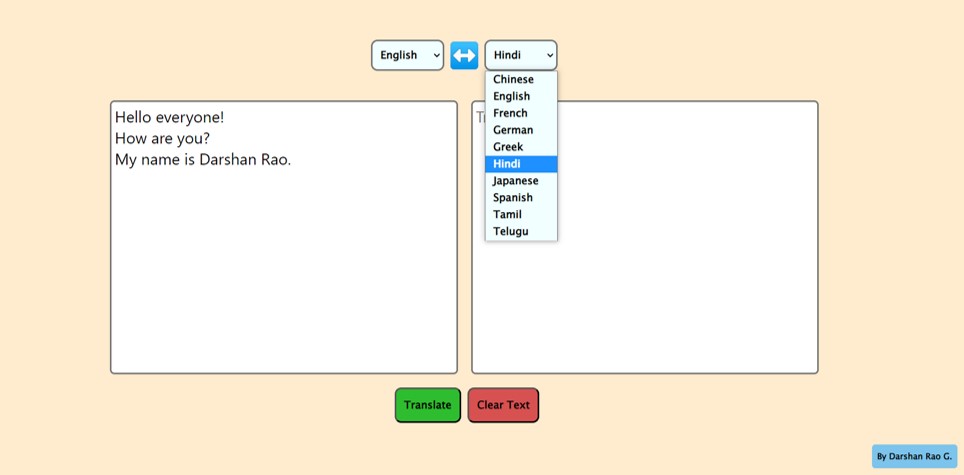 English
Hindi
Chinese
English
French
German
Greek
Hindi
Japanese
Spanish
Tamil
Telugu
Hello everyone!
How are you?
My name is Darshan Rao.
Translate
Clear Text
By Darshan Rao G.